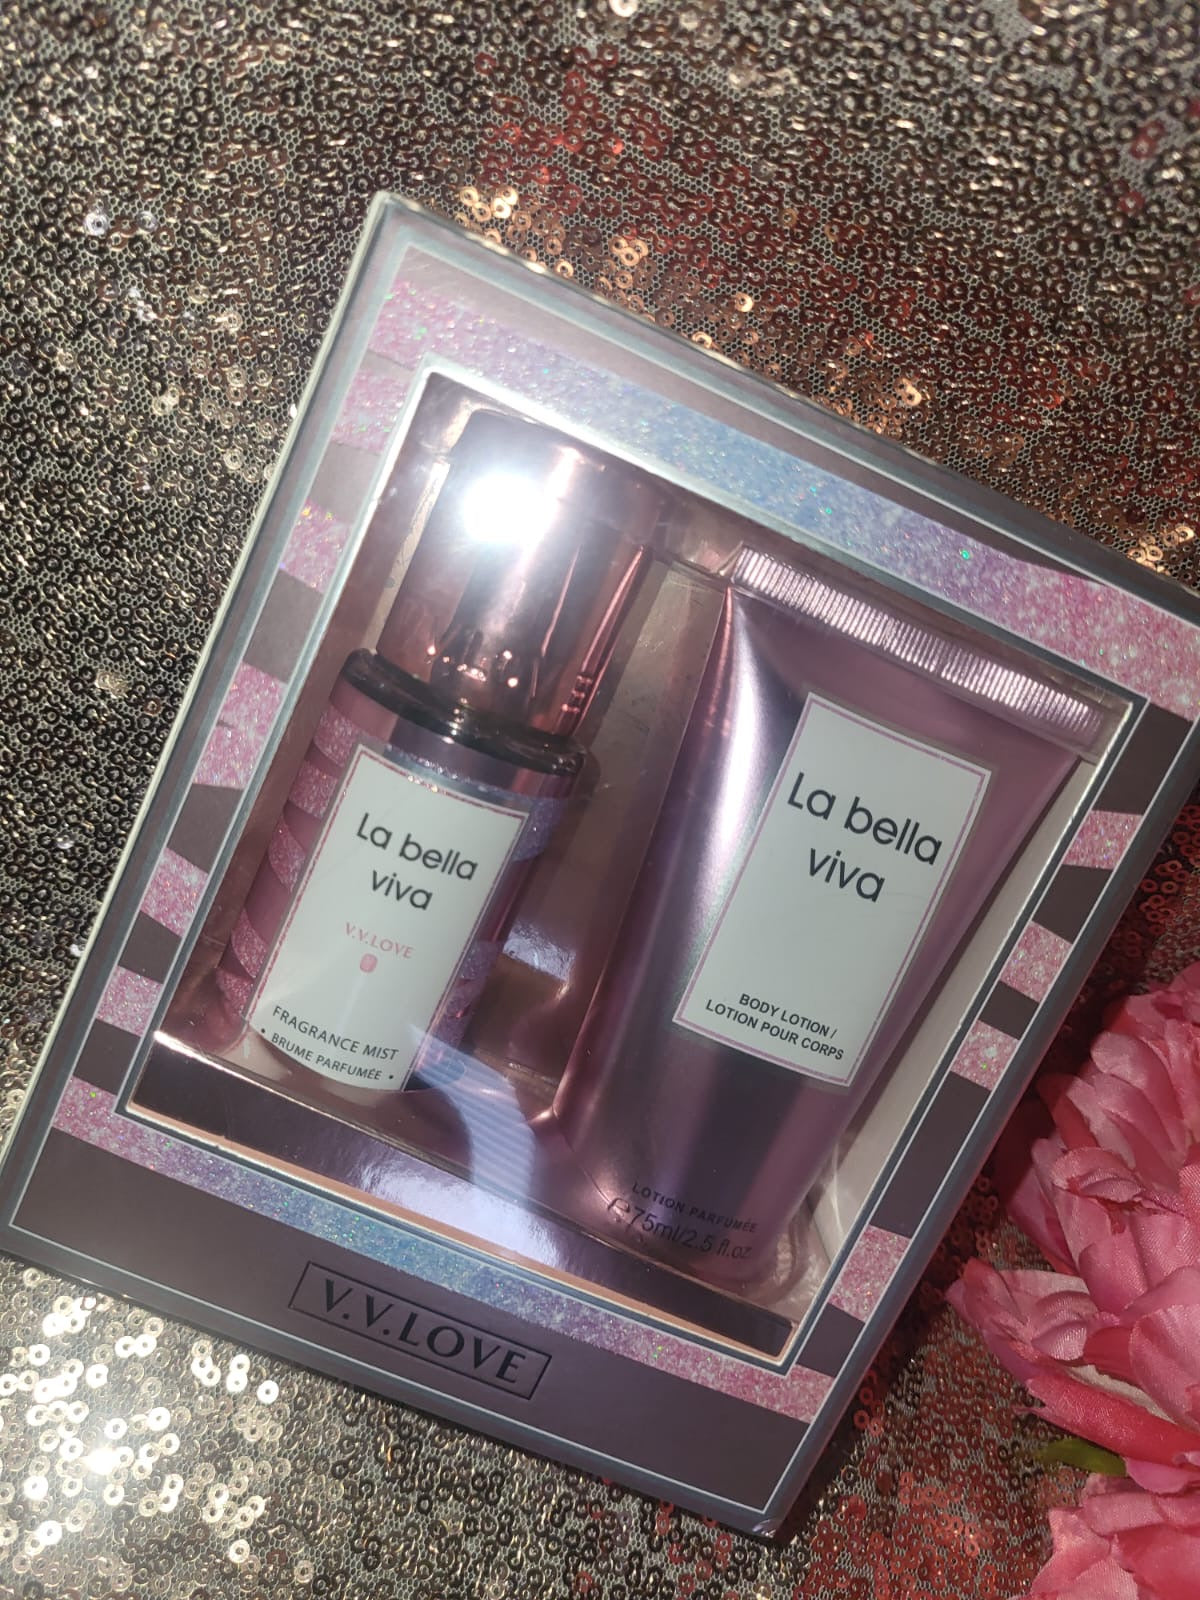 La bella
viva
V.V.LOVE
FRAGRANCE MIST
• BRUME PARFUMÉE •
La bella
viva
BODY LOTION /
LOTION POUR CORPS
LOTION PARFUMÉE
℮75ml/2.5 fl.oz
V.V.LOVE